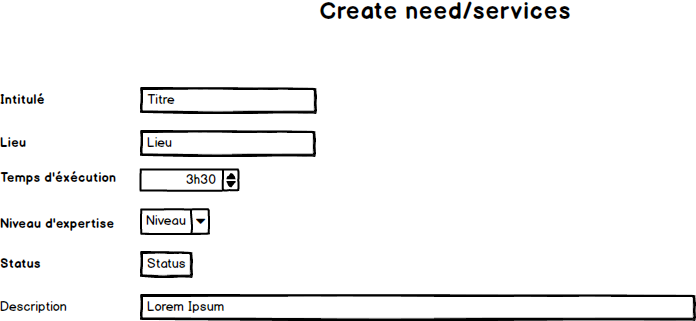 Create need/services
Intitulé Titre
Lieu Lieu
Temps d'éxécution 3h30
Niveau d'expertise Niveau
Status Status
Description Lorem Ipsum